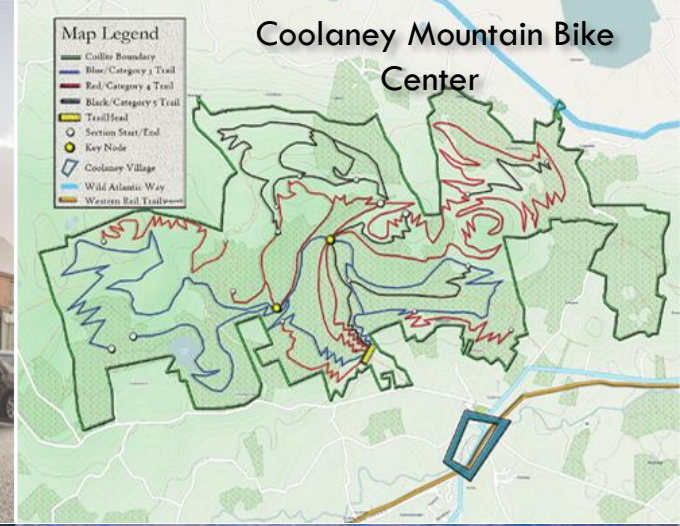 Coolaney Mountain Bike
Center
Map Legend
Coillte Boundary
Blue/Category 3 Trail
Red/Category 4 Trail
Black/Category 5 Trail
TrailHead
Section Start/End
Key Node
Coolaney Village
Wild Atlantic Way
Western Rail Trail